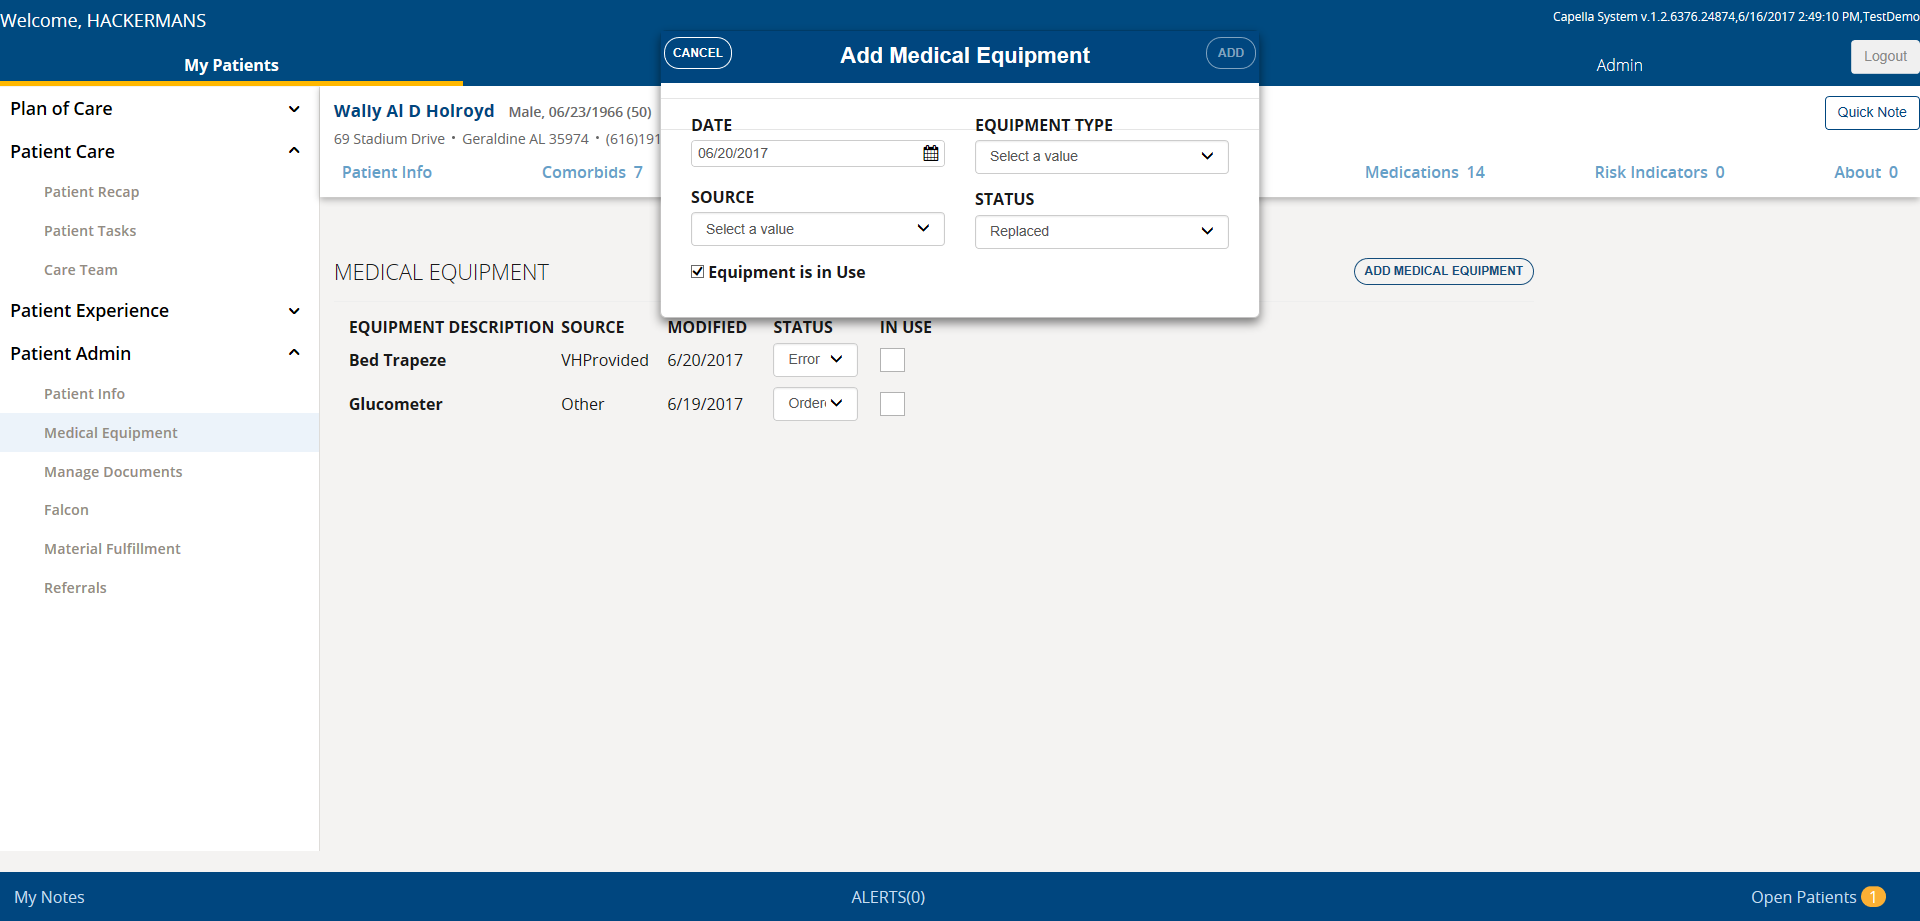 Welcome, HACKERMANS
Capella System v.1.2.6376.24874,6/16/2017 2:49:10 PM,TestDemo
My Patients
Admin
Logout
CANCEL
Add Medical Equipment
ADD
Plan of Care
Patient Care
Patient Recap
Patient Tasks
Care Team
Patient Experience
Patient Admin
Patient Info
Medical Equipment
Manage Documents
Falcon
Material Fulfillment
Referrals
Wally Al D Holroyd Male, 06/23/1966 (50)
69 Stadium Drive • Geraldine AL 35974 • (616)191
Quick Note
Patient Info Comorbids 7 Medications 14 Risk Indicators 0 About 0
DATE
06/20/2017
EQUIPMENT TYPE
Select a value
SOURCE
Select a value
STATUS
Replaced
Equipment is in Use
MEDICAL EQUIPMENT
ADD MEDICAL EQUIPMENT
EQUIPMENT DESCRIPTION SOURCE MODIFIED STATUS IN USE
Bed Trapeze VHProvided 6/20/2017 Error
Glucometer Other 6/19/2017 Order
My Notes
ALERTS(0)
Open Patients 1